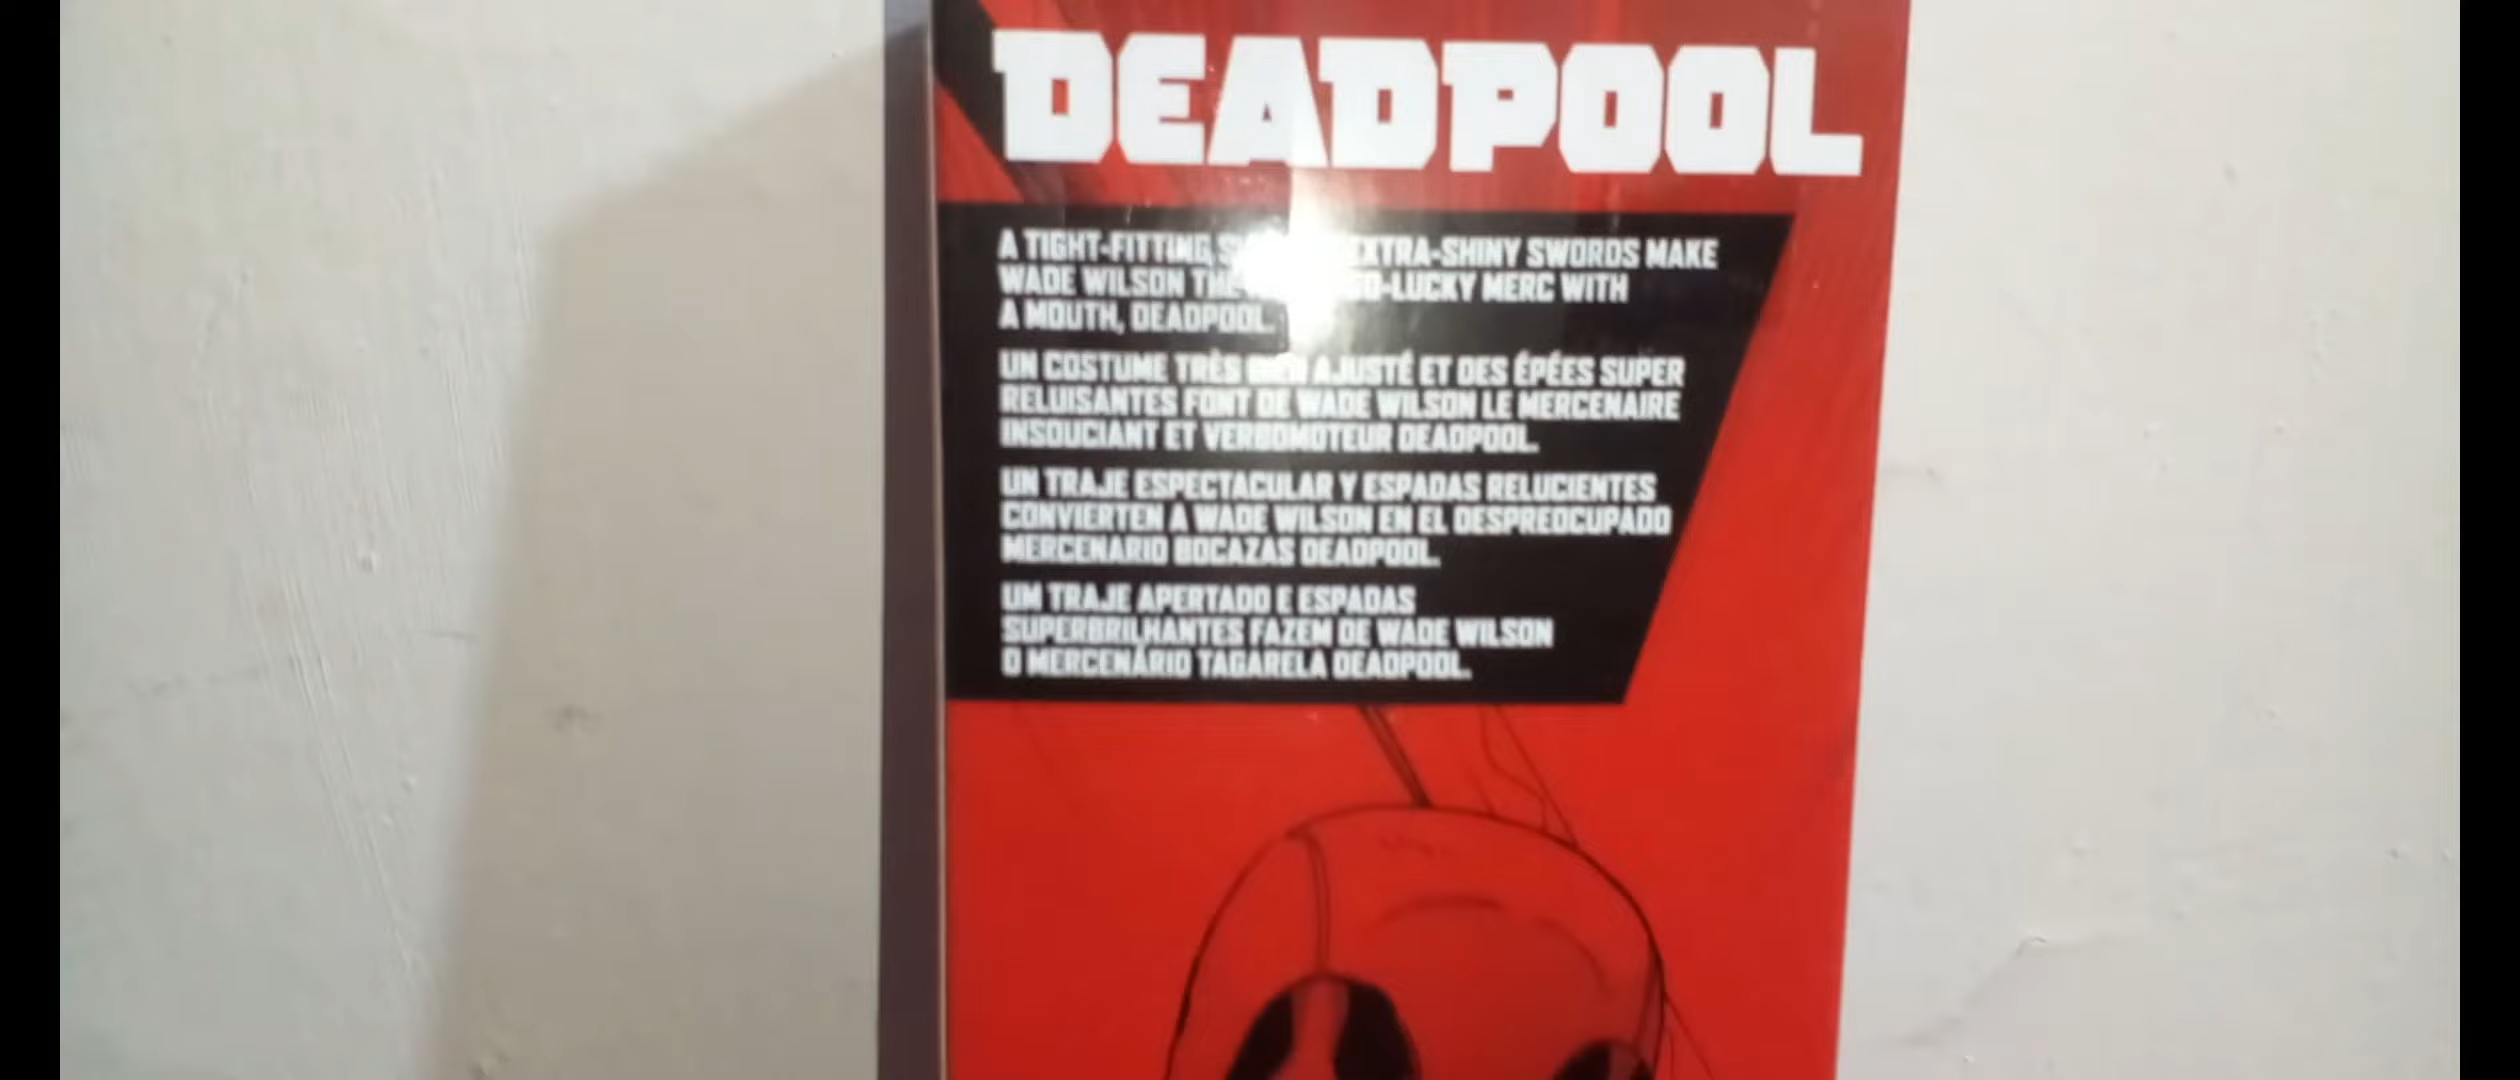 DEADPOOL
A TIGHT-FITTING EXTRA-SHINY SWORDS MAKE
WADE WILSON THE -LUCKY MERC WITH
A MOUTH, DEADPOOL.
UN COSTUME TRÈS AJUSTÉ ET DES ÉPÉES SUPER
RELUISANTES FONT DE WADE WILSON LE MERCENAIRE
INSOUCIANT ET VERBOMOTEUR DEADPOOL.
UN TRAJE ESPECTACULAR Y ESPADAS RELUCIENTES
CONVIERTEN A WADE WILSON EN EL DESPREOCUPADO
MERCENARIO BOCAZAS DEADPOOL.
UM TRAJE APERTADO E ESPADAS
SUPERBRILHANTES FAZEM DE WADE WILSON
O MERCENÁRIO TAGARELA DEADPOOL.